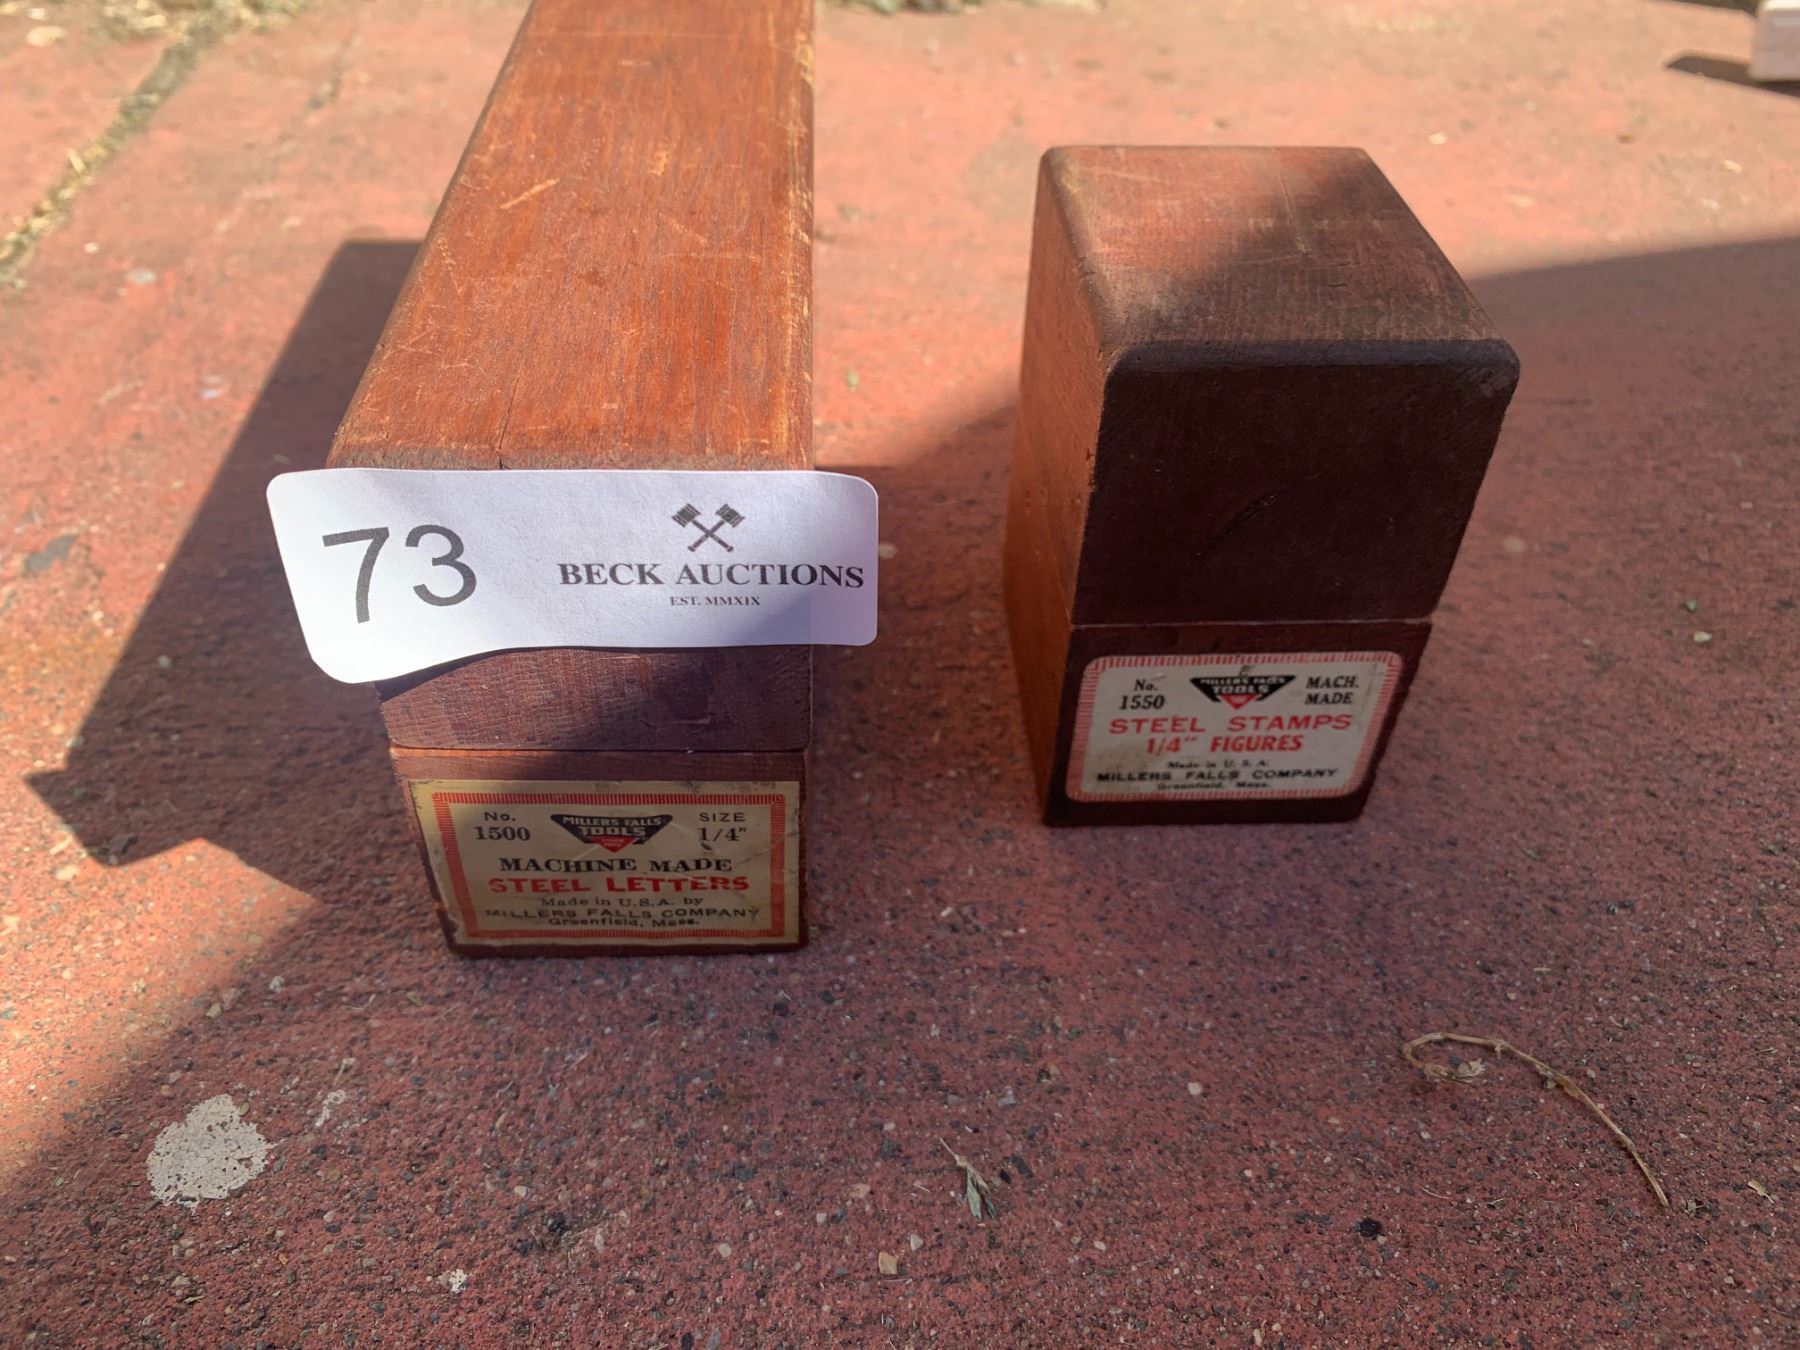 73
BECK AUCTIONS
EST. MMXIX
No.
1500
MILLERS FALLS
TOOLS
SIZE
1/4"
MACHINE MADE
STEEL LETTERS
Made in U.S.A. by
MILLERS FALLS COMPANY
Greenfield, Mass.
No.
1550
MILLERS FALLS
TOOLS
MACH.
MADE
STEEL STAMPS
1/4" FIGURES
Made in U. S. A.
MILLERS FALLS COMPANY
Greenfield, Mass.